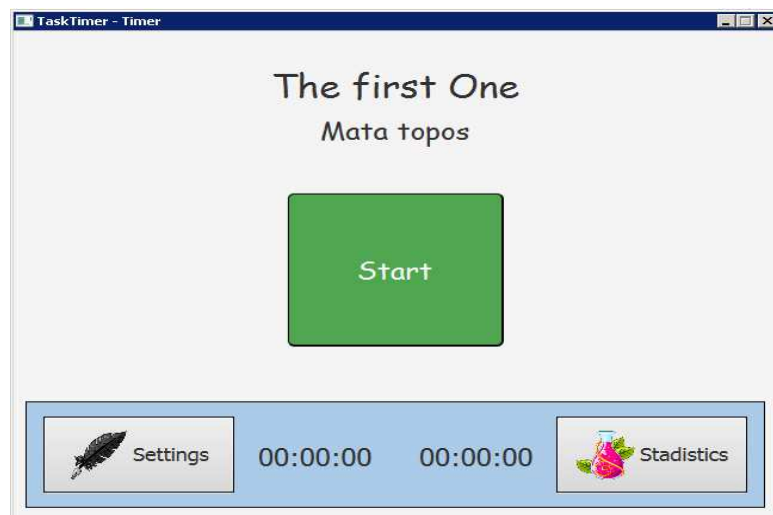 TaskTimer - Timer
The first One
Mata topos
Start
Settings 00:00:00 00:00:00 Stadistics